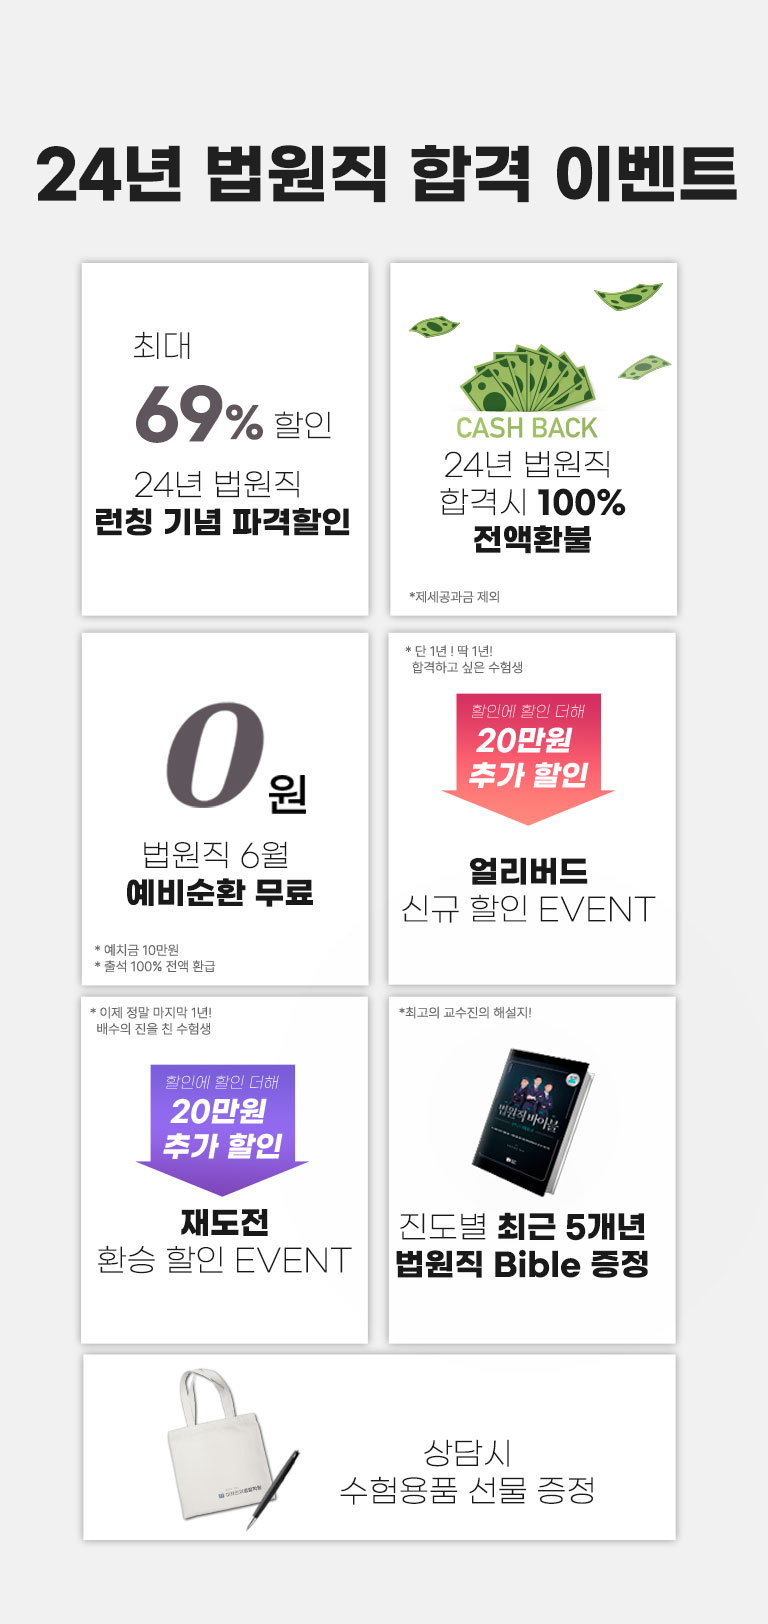 24년 법원직 합격 이벤트
최대
69% 할인
24년 법원직
런칭 기념 파격할인
CASH BACK
24년 법원직
합격시 100%
전액환불
*제세공과금 제외
0원
법원직 6월
예비순환 무료
* 예치금 10만원
* 출석 100% 전액 환급
* 단 1년 ! 딱 1년!
합격하고 싶은 수험생
할인에 할인 더해
20만원
추가 할인
얼리버드
신규 할인 EVENT
* 이제 정말 마지막 1년!
배수의 진을 친 수험생
할인에 할인 더해
20만원
추가 할인
재도전
환승 할인 EVENT
*최고의 교수진의 해설지!
법원직 바이블
진도별 최근 5개년
법원직 Bible 증정
상담시
수험용품 선물 증정